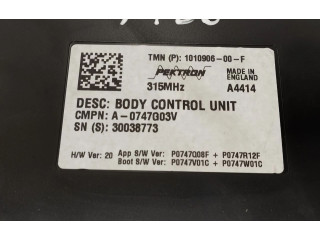 TMN (P): 1010906-00-F
PEKTRON
MADE IN
ENGLAND
315MHz
A4414
DESC: BODY CONTROL UNIT
CMPN: A-0747G03V
SN (S): 30038773
H/W Ver: 20 App S/W Ver: P0747Q08F + P0747R12F
Boot S/W Ver: P0747V01C + P0747W01C